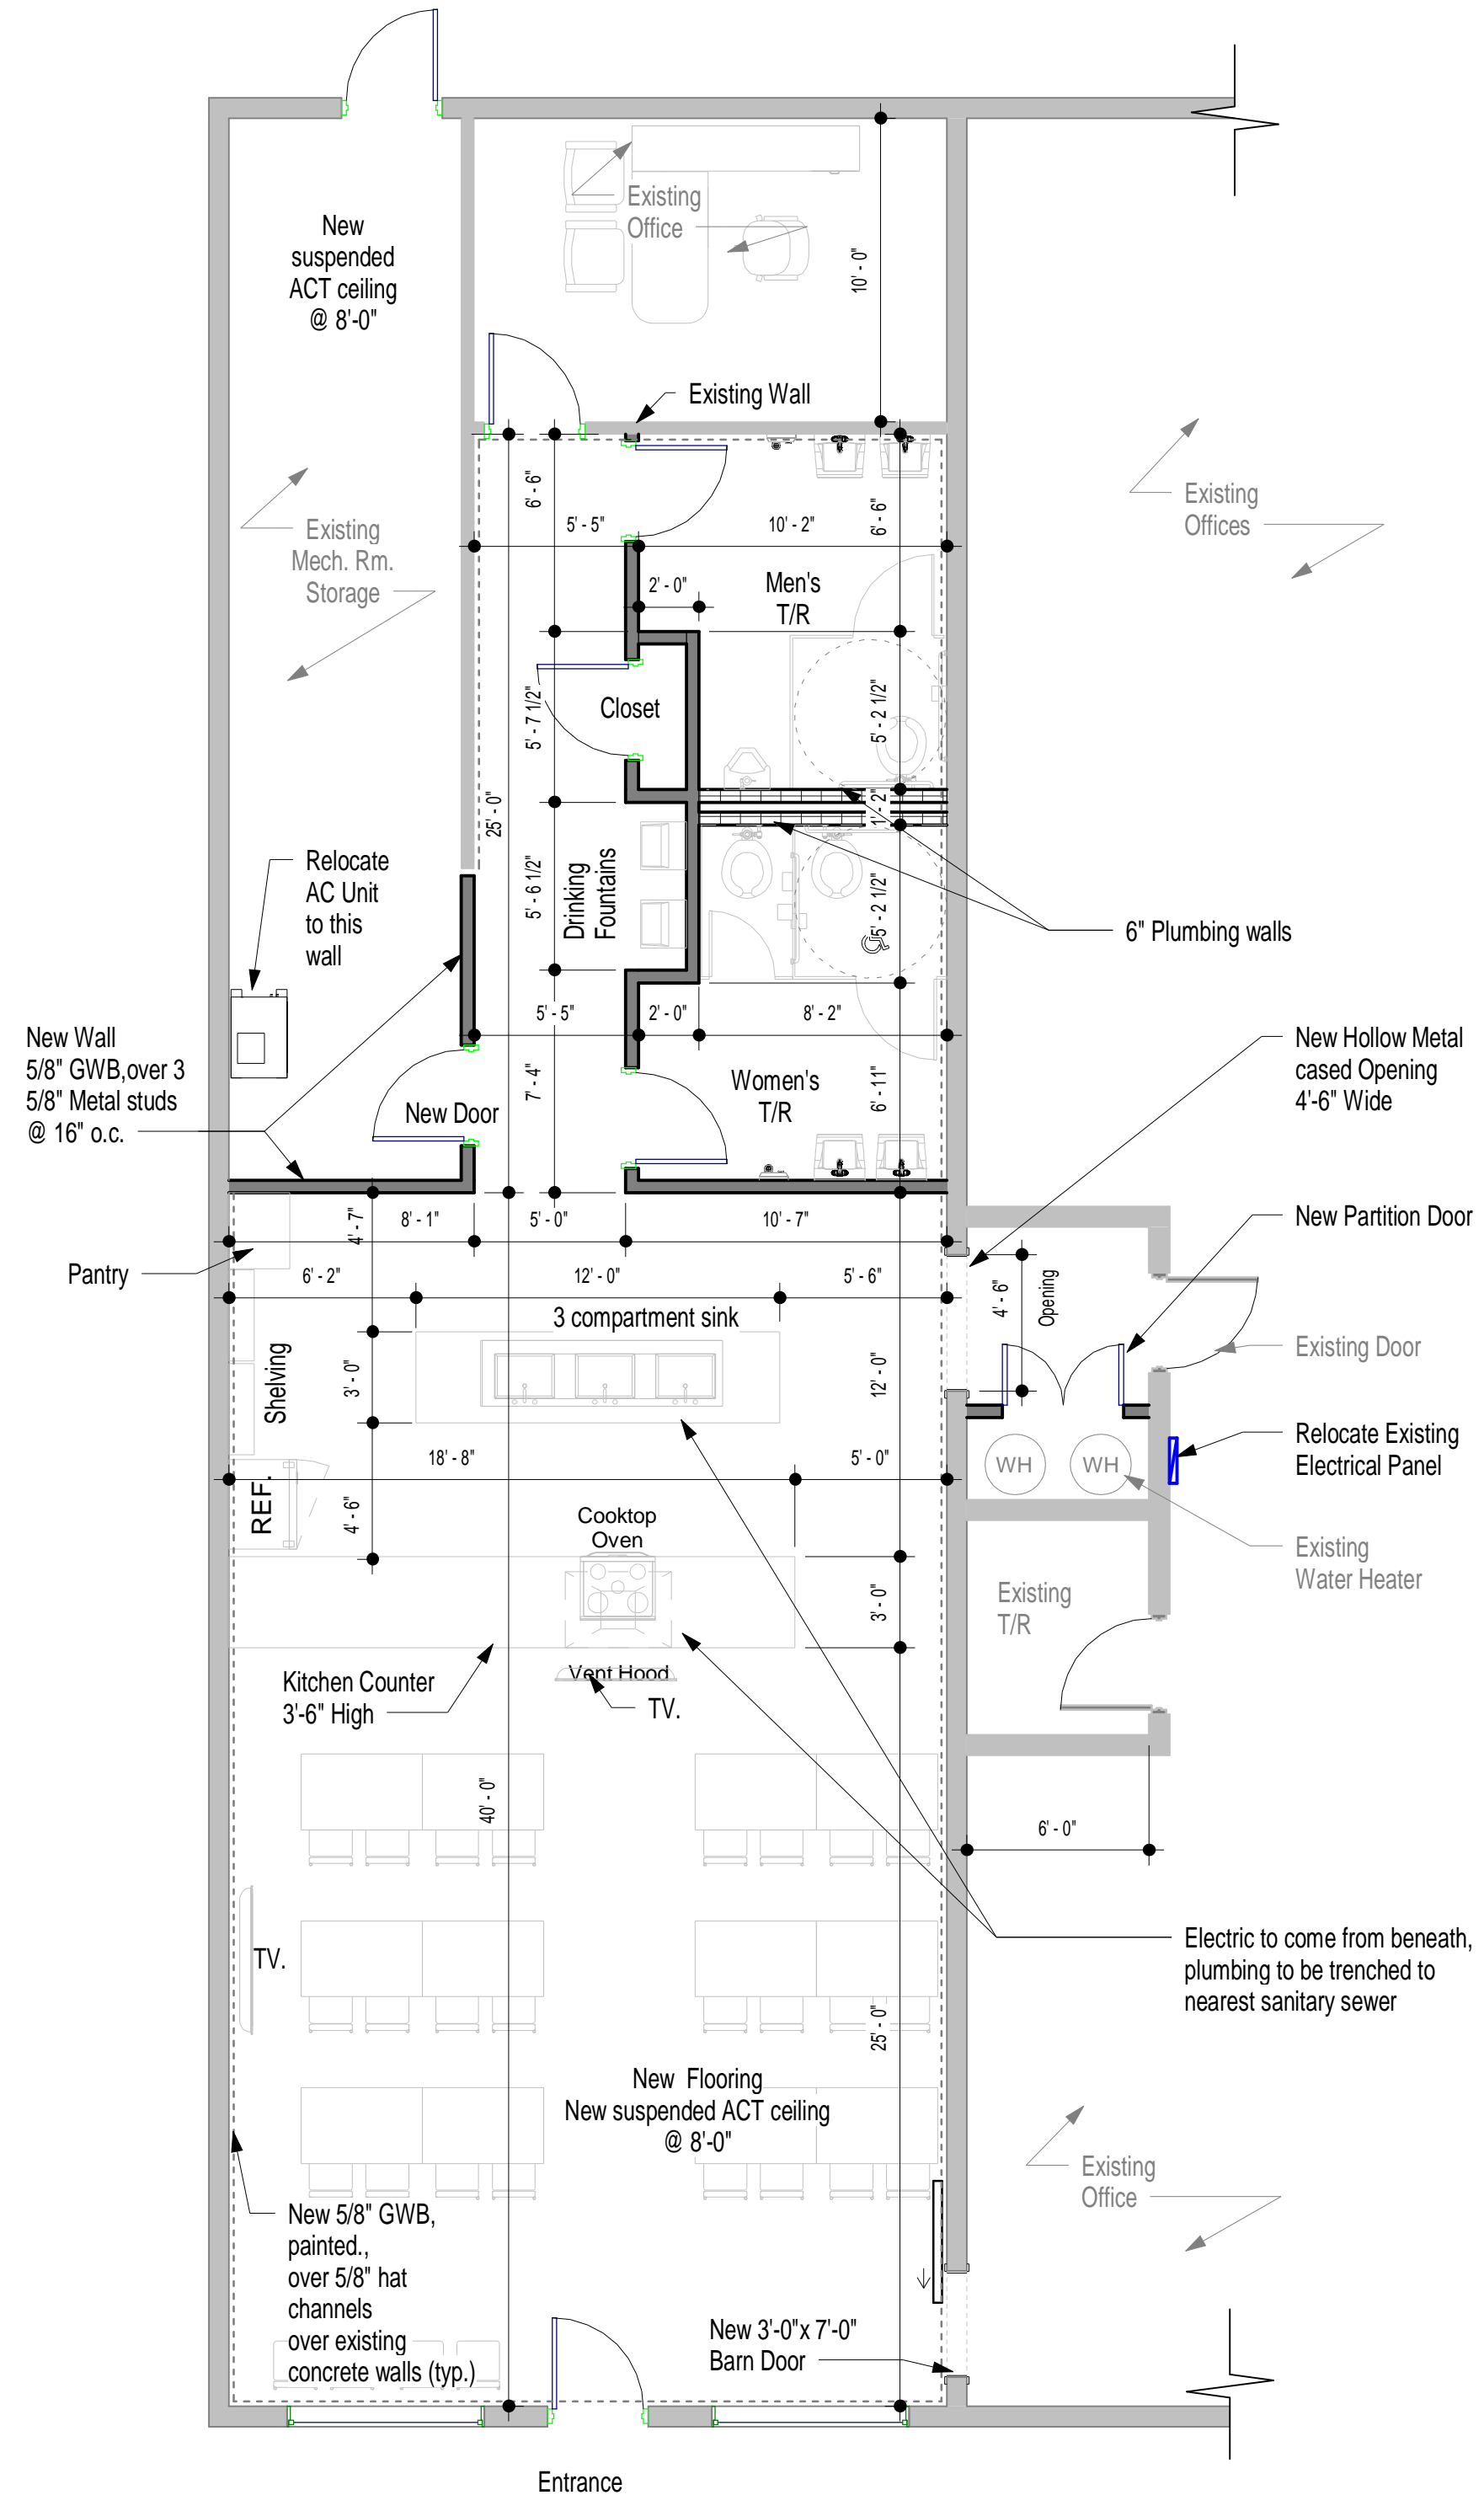 New
suspended
ACT ceiling
@ 8'-0"
Existing
Office
10' - 0"
Existing Wall
6' - 6"
5' - 5"
10' - 2"
6' - 6"
Existing
Mech. Rm.
Storage
Existing
Offices
2' - 0"
Men's
T/R
5' - 7 1/2"
Closet
5' - 2 1/2"
25' - 0"
1' - 2"
Relocate
AC Unit
to this
wall
5' - 6 1/2"
Drinking
Fountains
5' - 2 1/2"
6" Plumbing walls
5' - 5"
2' - 0"
8' - 2"
New Wall
5/8" GWB,over 3
5/8" Metal studs
@ 16" o.c.
New Door
7' - 4"
Women's
T/R
6' - 11"
New Hollow Metal
cased Opening
4'-6" Wide
4' - 7"
8' - 1"
5' - 0"
10' - 7"
New Partition Door
Pantry
6' - 2"
12' - 0"
5' - 6"
4' - 6"
Opening
3 compartment sink
Existing Door
Shelving
3' - 0"
12' - 0"
18' - 8"
5' - 0"
WH
WH
Relocate Existing
Electrical Panel
REF.
4' - 6"
Cooktop
Oven
Existing
Water Heater
3' - 0"
Existing
T/R
Kitchen Counter
3'-6" High
Vent Hood
TV.
40' - 0"
6' - 0"
TV.
Electric to come from beneath,
plumbing to be trenched to
nearest sanitary sewer
25' - 0"
New Flooring
New suspended ACT ceiling
@ 8'-0"
Existing
Office
New 5/8" GWB,
painted.,
over 5/8" hat
channels
over existing
concrete walls (typ.)
New 3'-0"x 7'-0"
Barn Door
Entrance